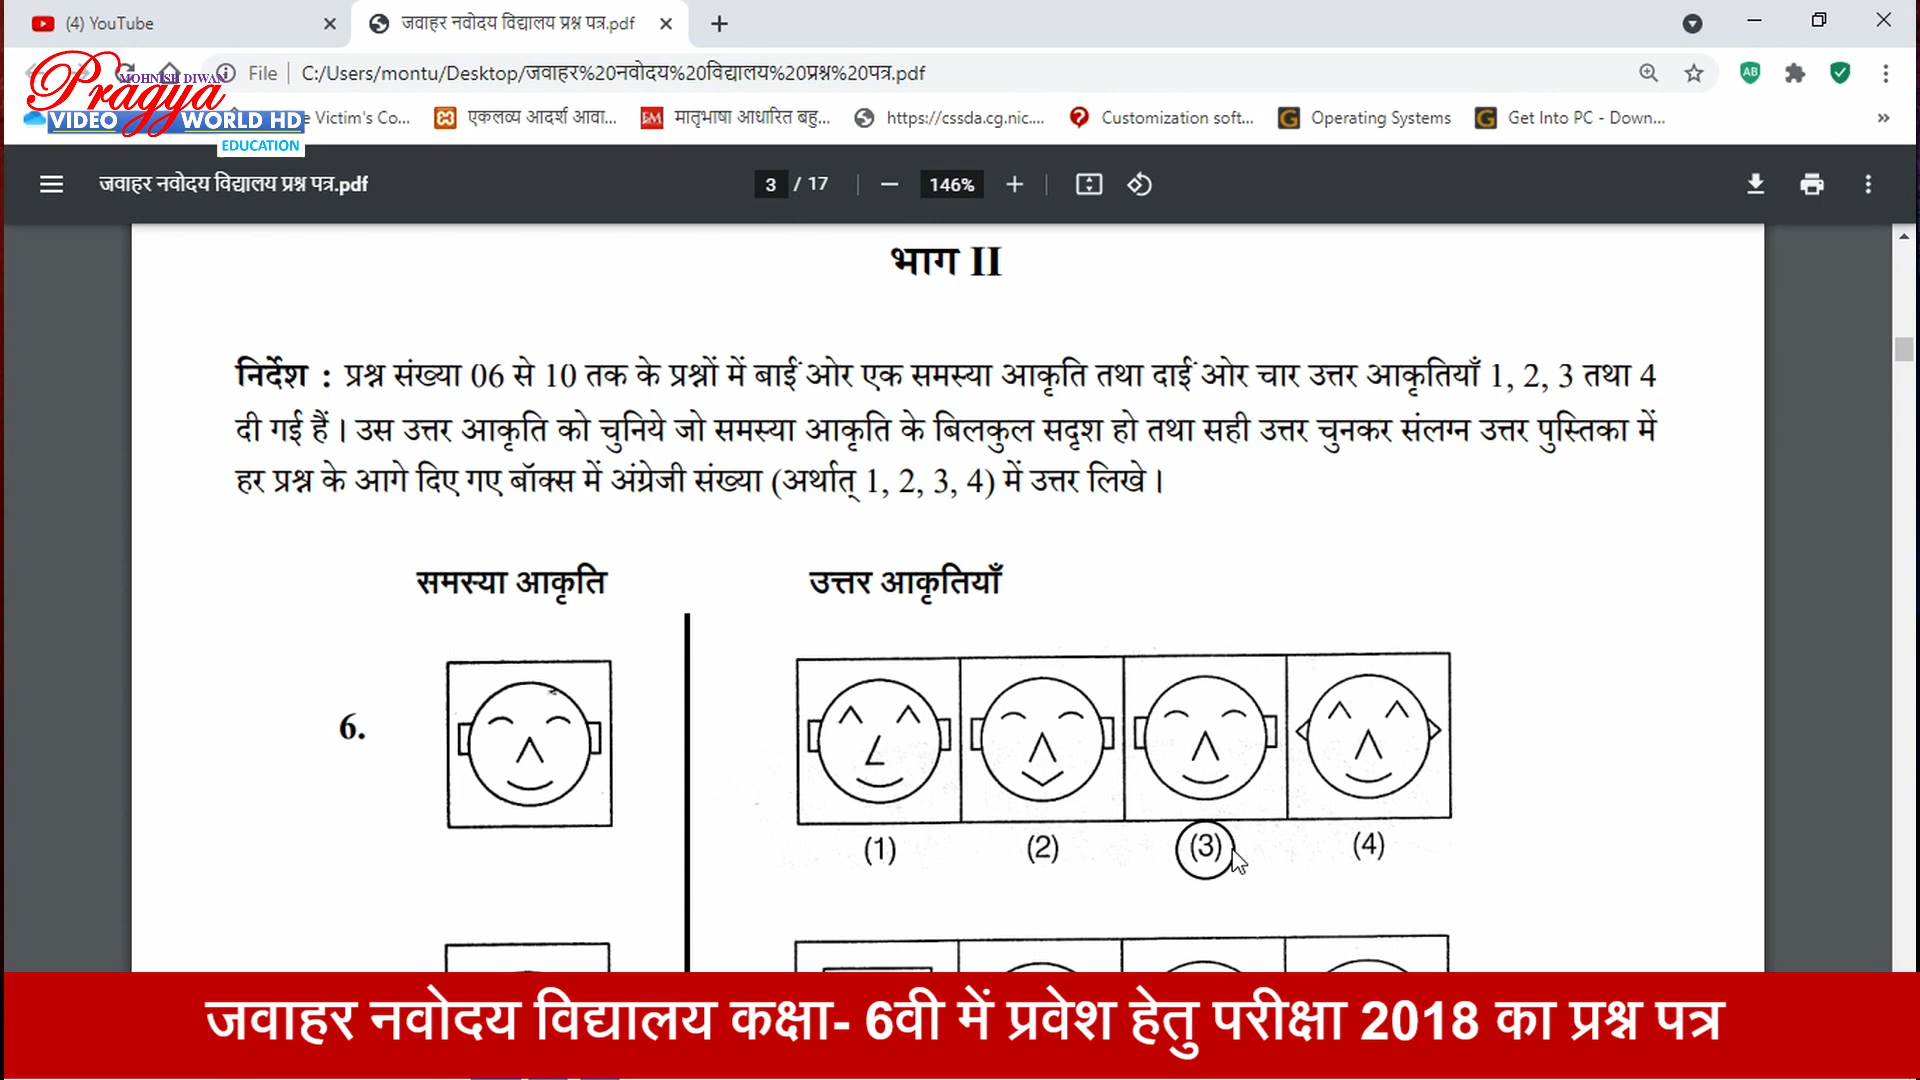 (4) YouTube
जवाहर नवोदय विद्यालय प्रश्न पत्र.pdf
File C:/Users/montu/Desktop/जवाहर%20नवोदय%20विद्यालय%20प्रश्न%20पत्र.pdf
MOHNISH DIWAN
Pragya
VIDEO WORLD HD
EDUCATION
e Victim's Co...
एकलव्य आदर्श आवा...
मातृभाषा आधारित बहु...
https://cssda.cg.nic....
Customization soft...
Operating Systems
Get Into PC - Down...
जवाहर नवोदय विद्यालय प्रश्न पत्र.pdf
3 / 17
146%
भाग II
निर्देश : प्रश्न संख्या 06 से 10 तक के प्रश्नों में बाईं ओर एक समस्या आकृति तथा दाईं ओर चार उत्तर आकृतियाँ 1, 2, 3 तथा 4
दी गई हैं। उस उत्तर आकृति को चुनिये जो समस्या आकृति के बिलकुल सदृश हो तथा सही उत्तर चुनकर संलग्न उत्तर पुस्तिका में
हर प्रश्न के आगे दिए गए बॉक्स में अंग्रेजी संख्या (अर्थात् 1, 2, 3, 4) में उत्तर लिखे।
समस्या आकृति
उत्तर आकृतियाँ
6.
(1) (2) (3) (4)
जवाहर नवोदय विद्यालय कक्षा- 6वी में प्रवेश हेतु परीक्षा 2018 का प्रश्न पत्र